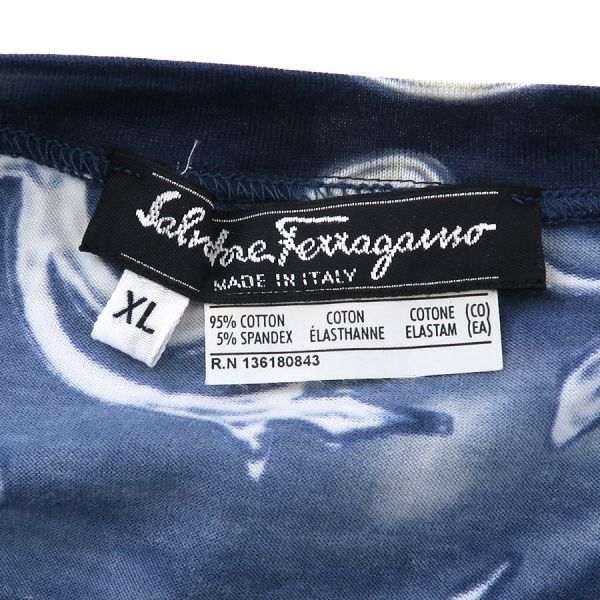 Salvatore Ferragamo
MADE IN ITALY
XL
95% COTTON COTON COTONE (CO)
5% SPANDEX ÉLASTHANNE ELASTAM (EA)
R.N 136180843